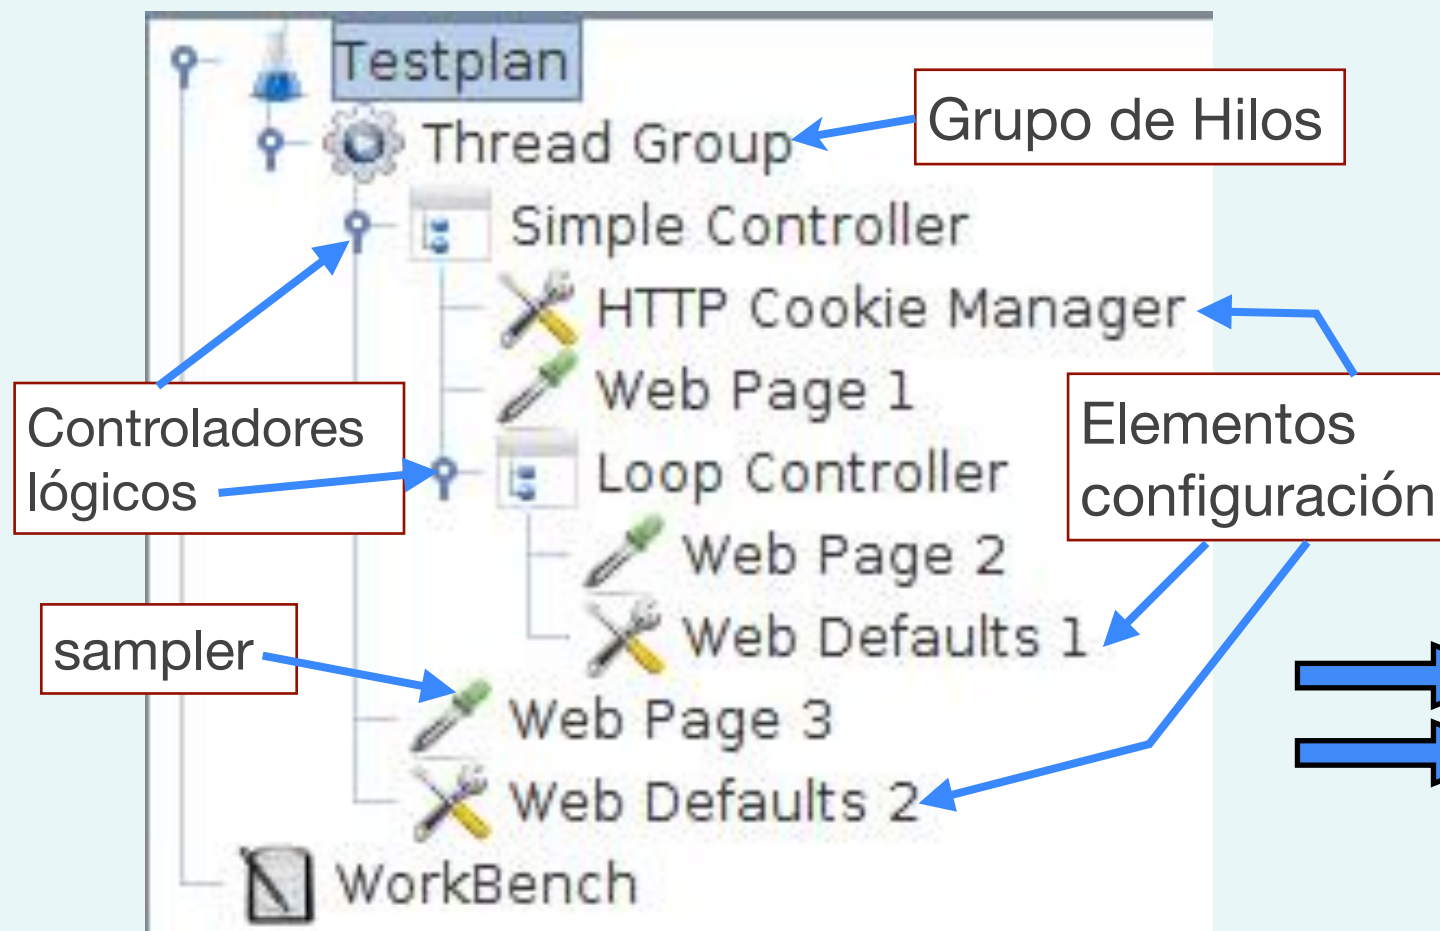 Testplan
Grupo de Hilos
Thread Group
Simple Controller
HTTP Cookie Manager
Web Page 1
Controladores
lógicos
Elementos
configuración
Loop Controller
Web Page 2
sampler
Web Defaults 1
Web Page 3
Web Defaults 2
WorkBench